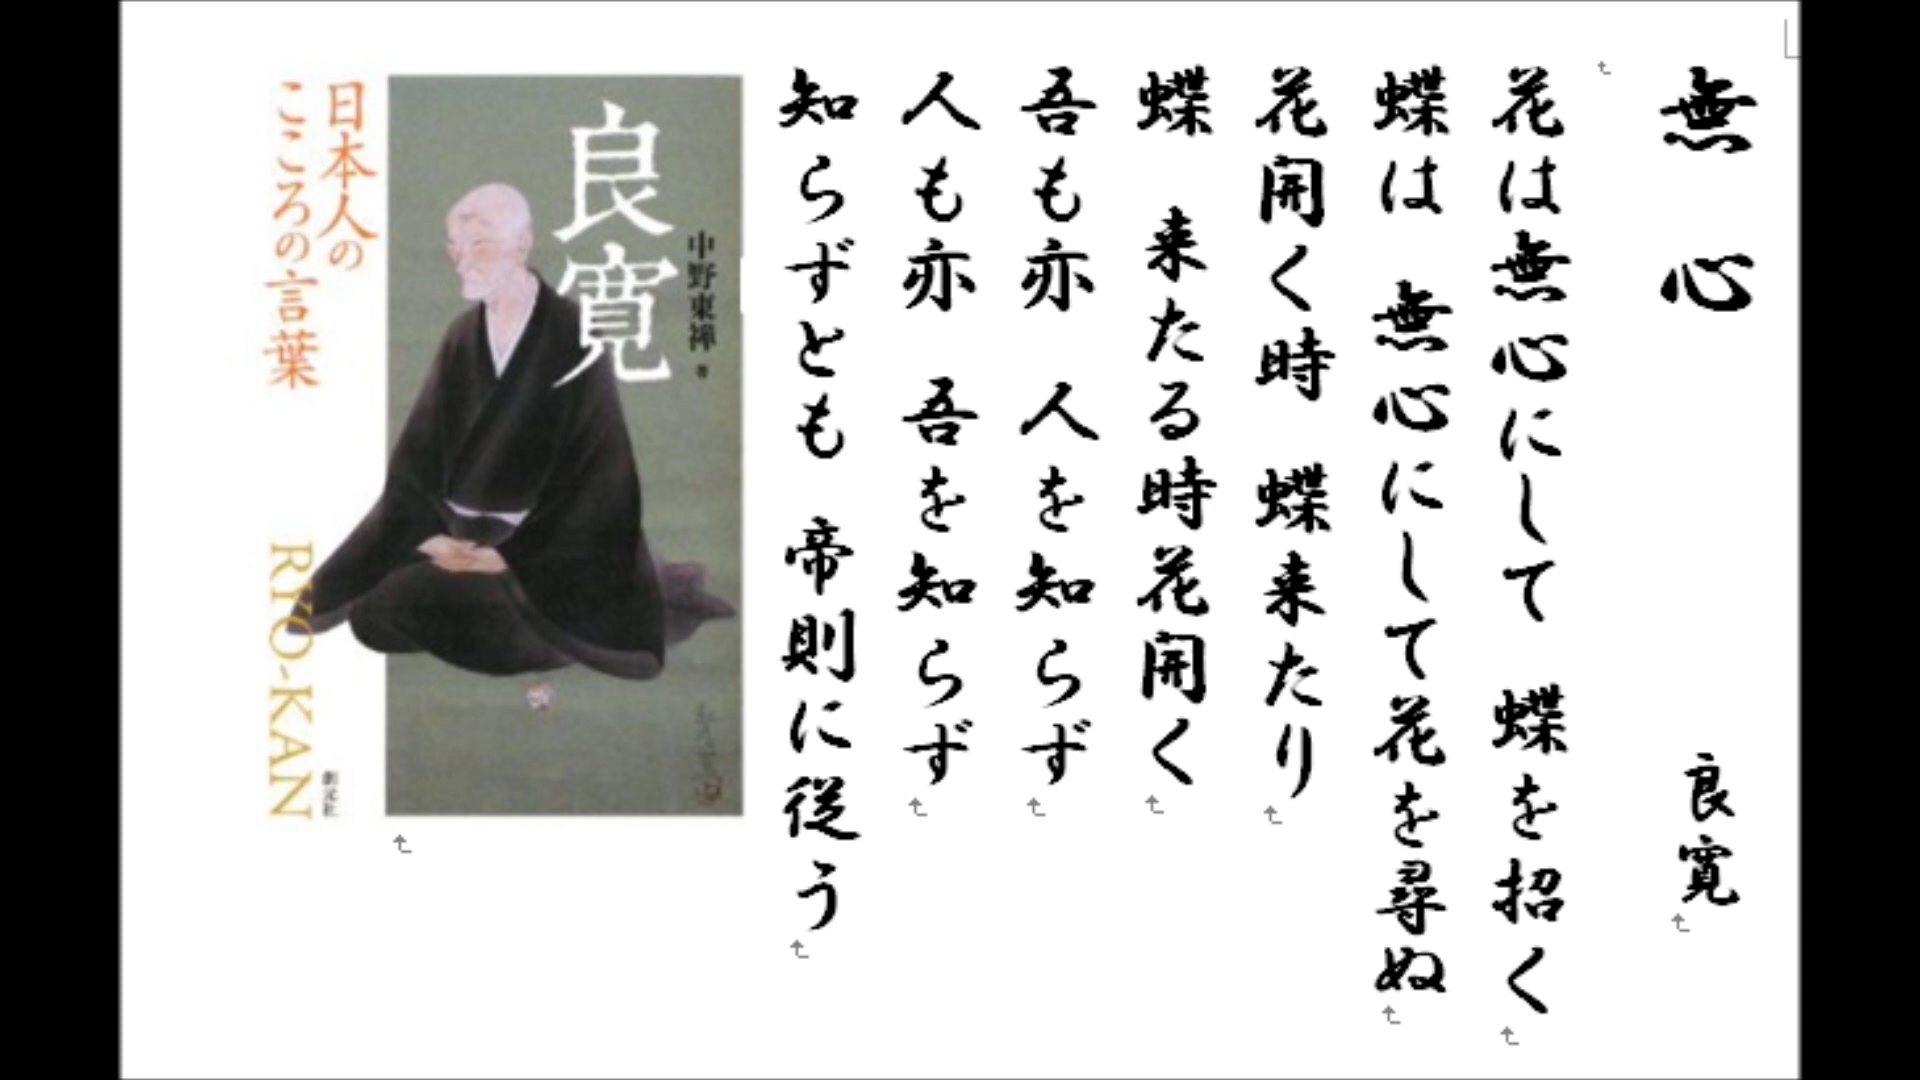 無 心 良寛
花は無心にして 蝶を招く
蝶は 無心にして花を尋ぬ
花開く時 蝶来たり
蝶 来たる時花開く
吾も亦 人を知らず
人も亦 吾を知らず
知らずとも 帝則に従う
良寛
中野東禅 著
日本人の
こころの言葉
RYO-KAN
創元社